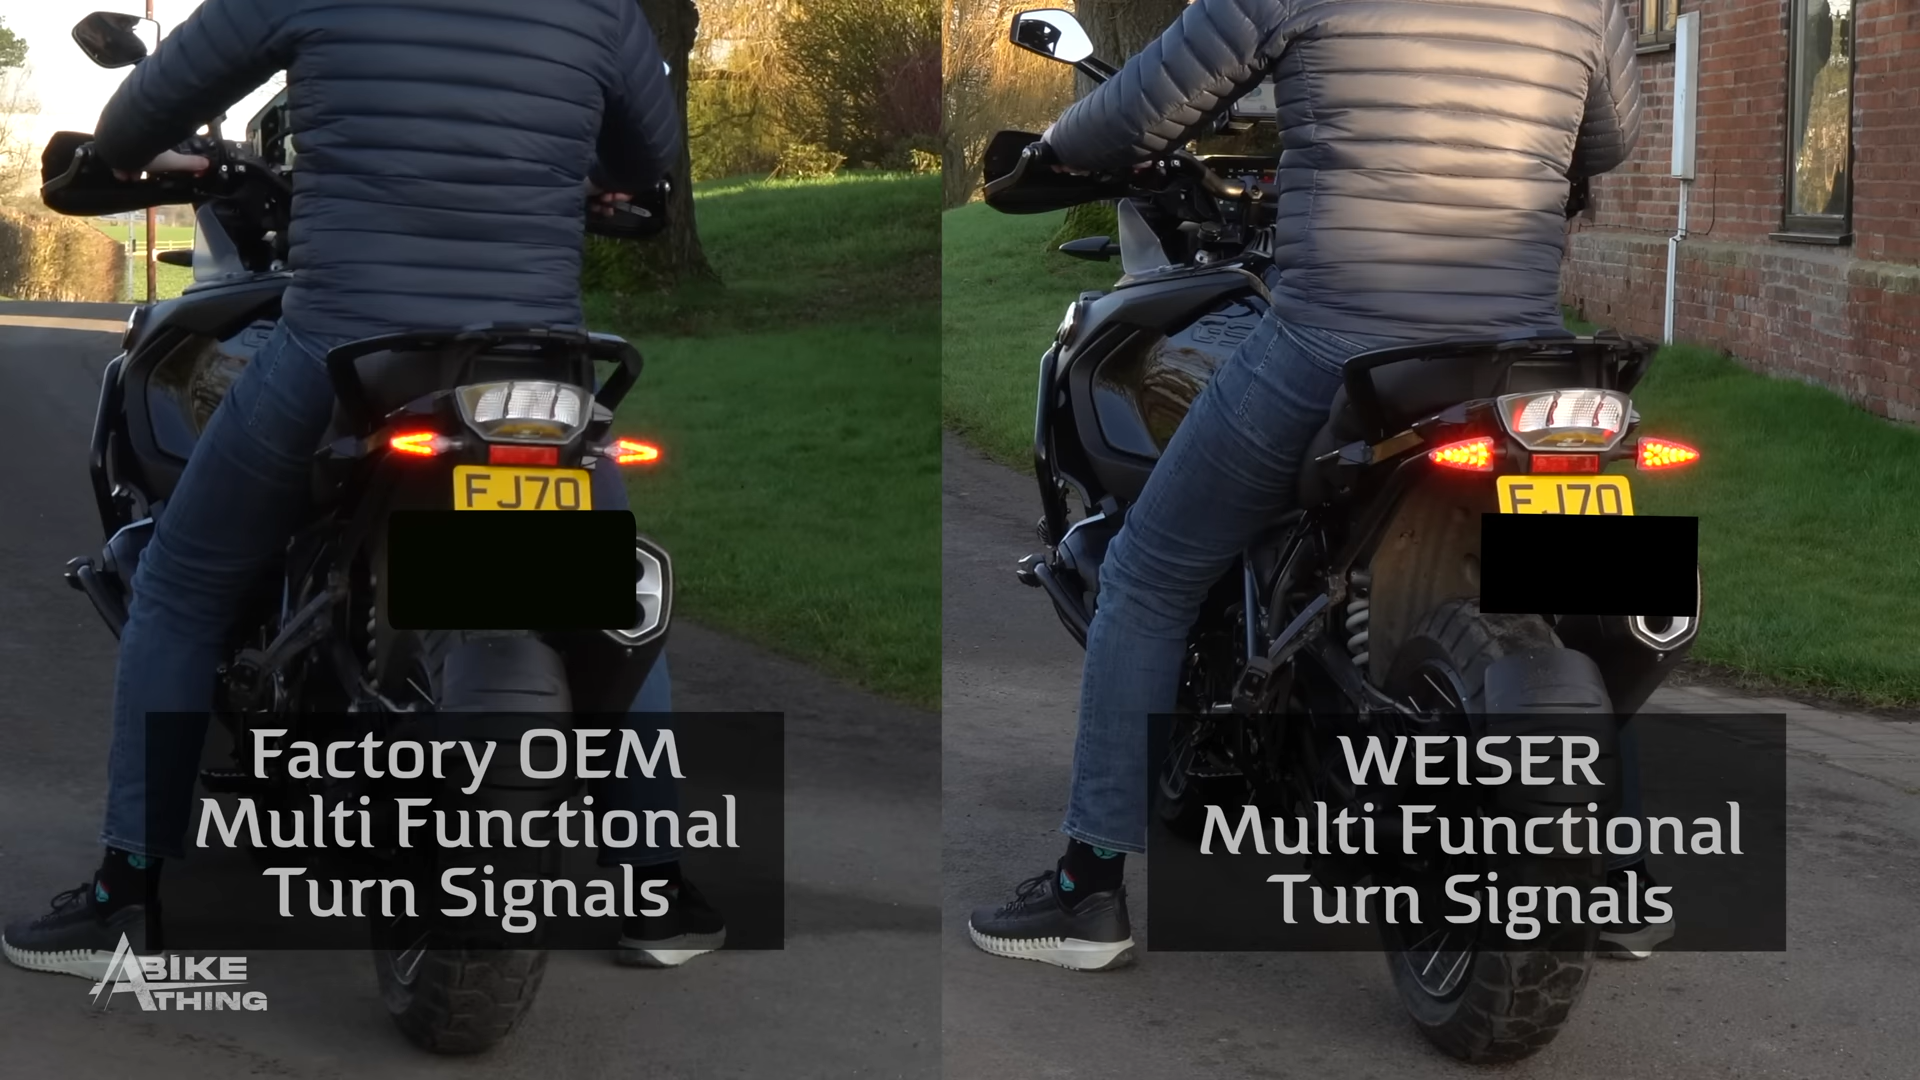 FJ70
FJ70
Factory OEM
Multi Functional
Turn Signals
WEISER
Multi Functional
Turn Signals
A BIKE
THING